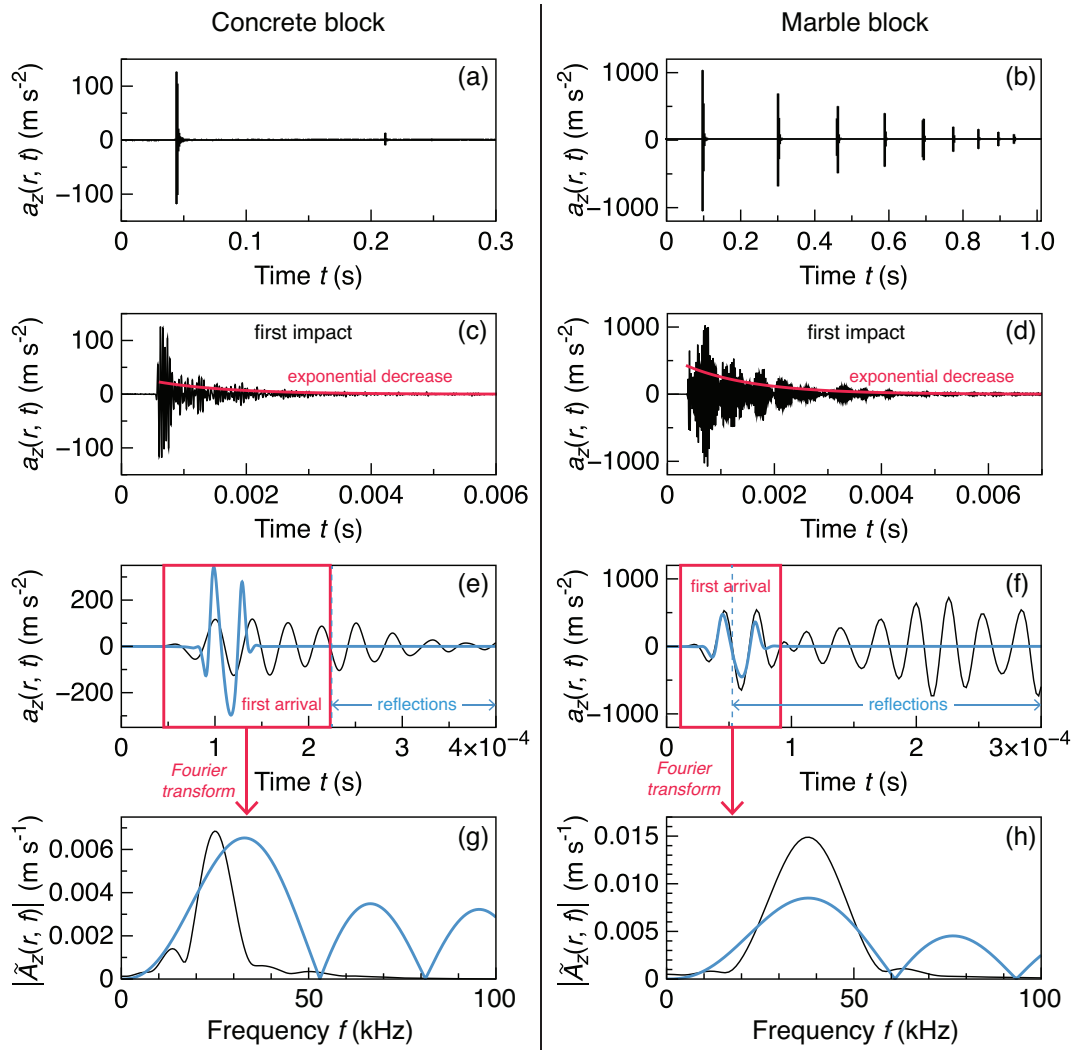 Concrete block
Marble block
(a)
a_z(r, t) (m s⁻²)
100
0
−100
0
0.1
0.2
0.3
Time t (s)
(b)
a_z(r, t) (m s⁻²)
1000
0
−1000
0
0.2
0.4
0.6
0.8
1.0
Time t (s)
(c)
first impact
exponential decrease
a_z(r, t) (m s⁻²)
100
0
−100
0
0.002
0.004
0.006
Time t (s)
(d)
first impact
exponential decrease
a_z(r, t) (m s⁻²)
1000
0
−1000
0
0.002
0.004
0.006
Time t (s)
(e)
first arrival
reflections
a_z(r, t) (m s⁻²)
200
0
−200
0
1
2
3
4×10⁻⁴
Time t (s)
Fourier
transform
(f)
first arrival
reflections
a_z(r, t) (m s⁻²)
1000
0
−1000
0
1
2
3×10⁻⁴
Time t (s)
Fourier
transform
(g)
|Ã_z(r, f)| (m s⁻¹)
0.006
0.004
0.002
0
0
50
100
Frequency f (kHz)
(h)
|Ã_z(r, f)| (m s⁻¹)
0.015
0.010
0.005
0
0
50
100
Frequency f (kHz)